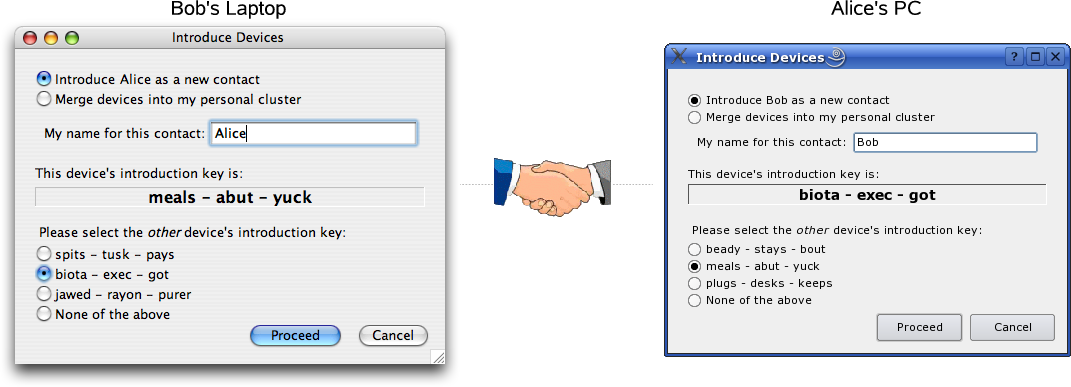 Bob's Laptop
Introduce Devices
Introduce Alice as a new contact
Merge devices into my personal cluster
My name for this contact: Alice
This device's introduction key is:
meals – abut – yuck
Please select the other device's introduction key:
spits – tusk – pays
biota – exec – got
jawed – rayon – purer
None of the above
Proceed Cancel
Alice's PC
Introduce Devices
Introduce Bob as a new contact
Merge devices into my personal cluster
My name for this contact: Bob
This device's introduction key is:
biota - exec - got
Please select the other device's introduction key:
beady - stays - bout
meals - abut - yuck
plugs - desks - keeps
None of the above
Proceed Cancel